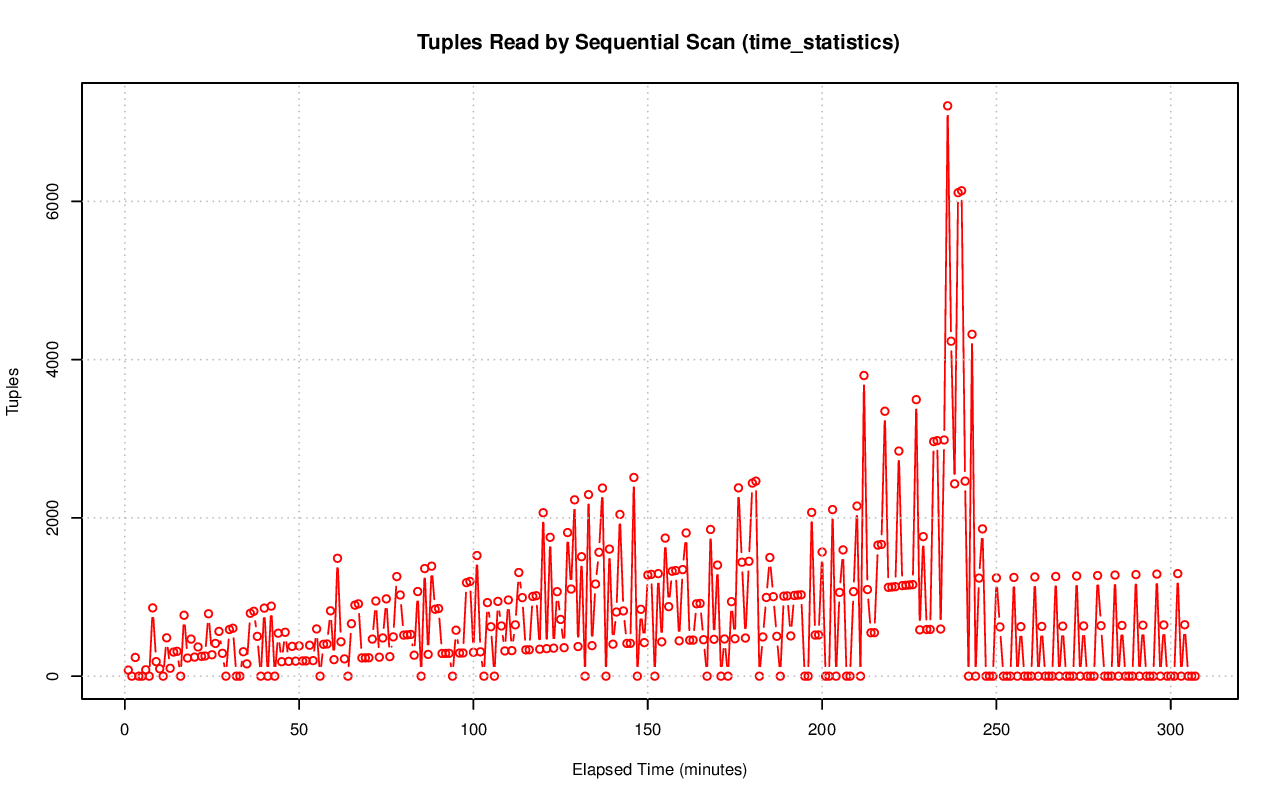 Tuples Read by Sequential Scan (time_statistics)
Tuples
6000
4000
2000
0
0 50 100 150 200 250 300
Elapsed Time (minutes)